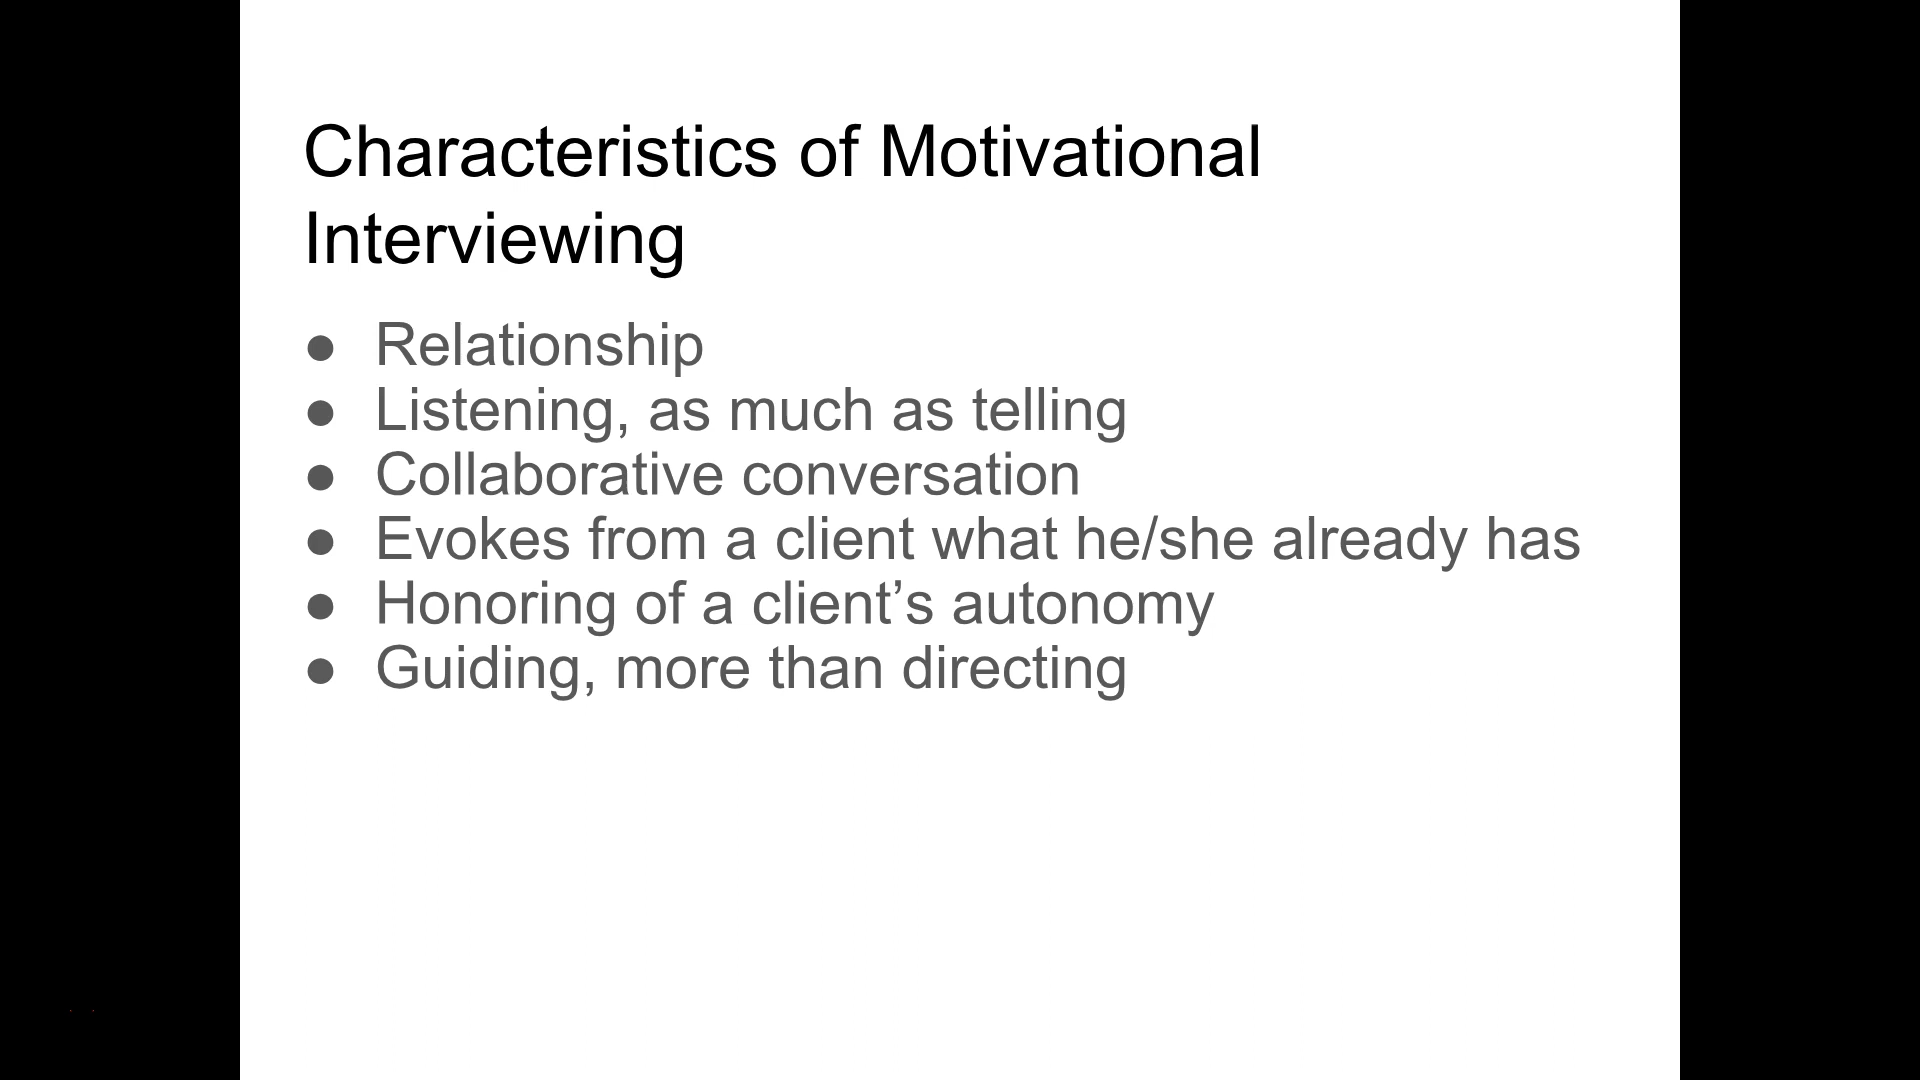 Characteristics of Motivational
Interviewing
● Relationship
● Listening, as much as telling
● Collaborative conversation
● Evokes from a client what he/she already has
● Honoring of a client’s autonomy
● Guiding, more than directing